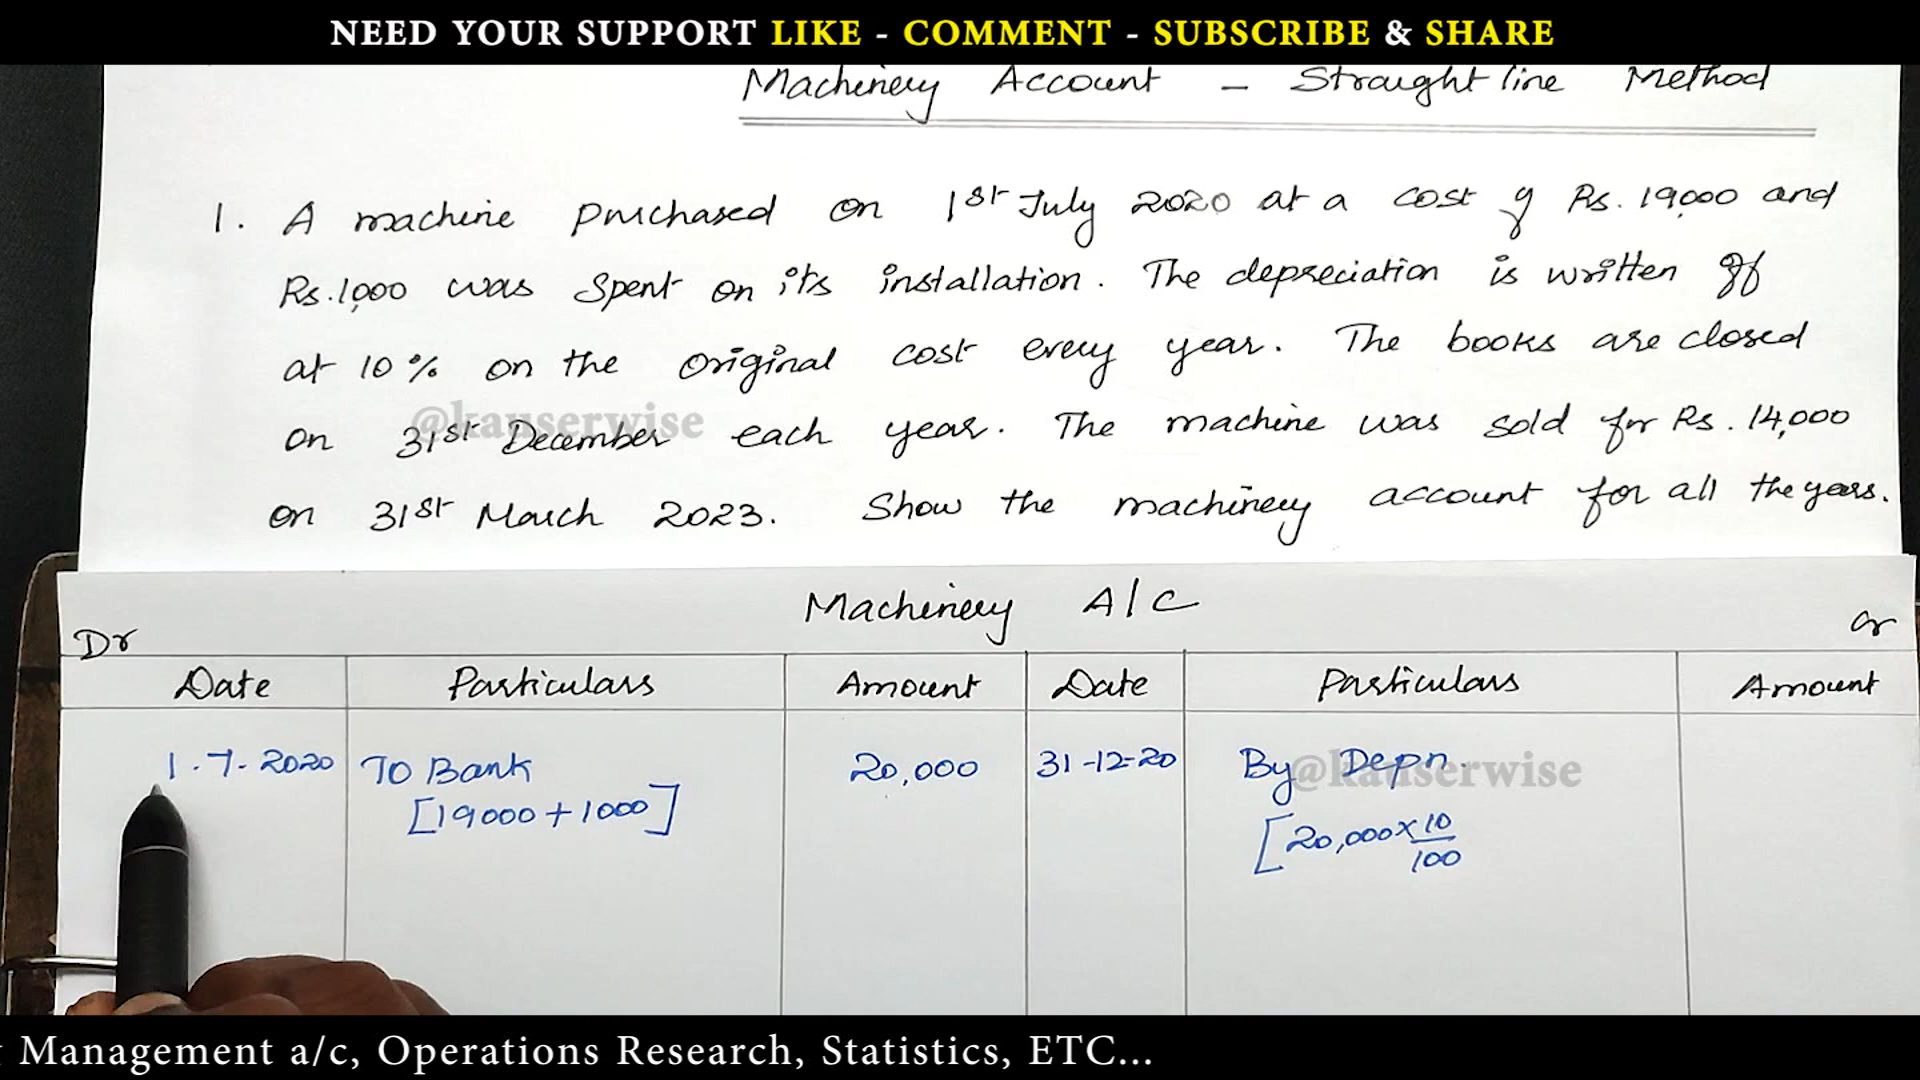 NEED YOUR SUPPORT LIKE - COMMENT - SUBSCRIBE & SHARE
Machinery Account - Straight line Method
1. A machine purchased on 1st July 2020 at a cost of Rs. 19,000 and
Rs. 1,000 was spent on its installation. The depreciation is written off
at 10% on the original cost every year. The books are closed
@kauserwise
on 31st December each year. The machine was sold for Rs. 14,000
on 31st March 2023. Show the machinery account for all the years.
Machinery A/C
Dr Cr
Date Particulars Amount Date Particulars Amount
1-7-2020 To Bank 20,000 31-12-20 By Depn.
@kauserwise
[19000+1000] [20,000×10/100
Management a/c, Operations Research, Statistics, ETC...